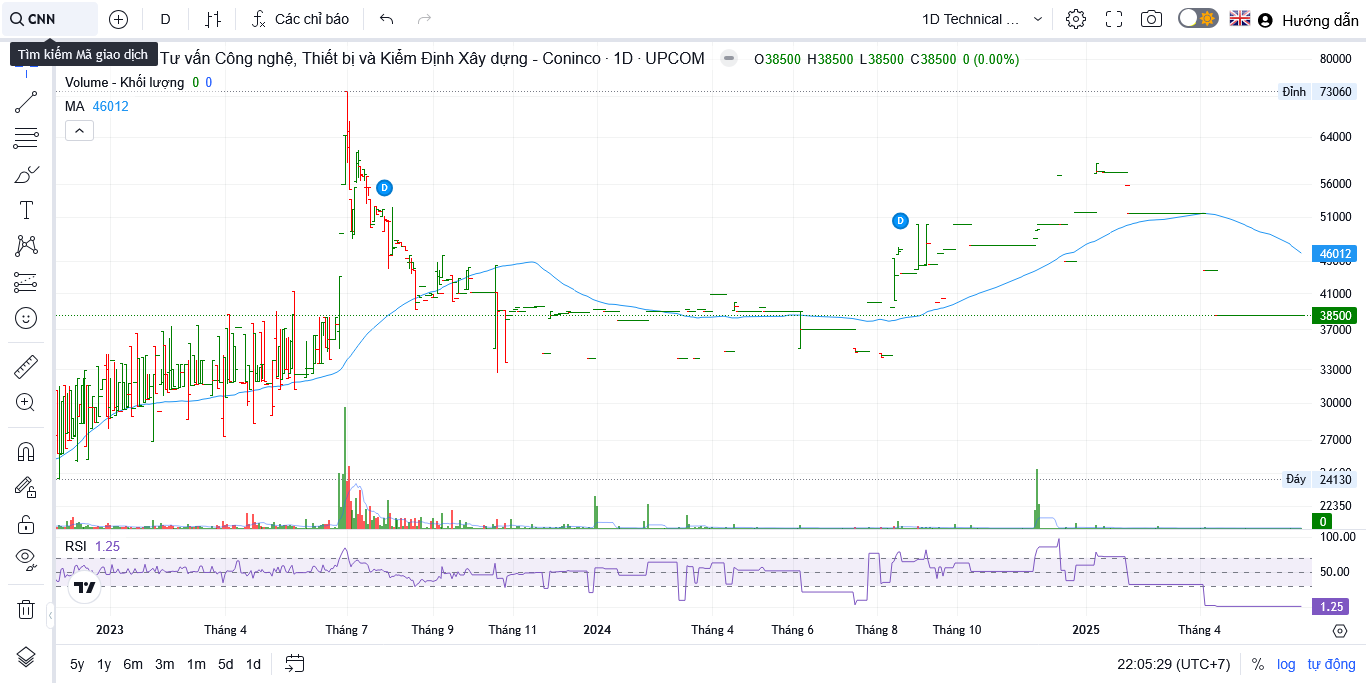 CNN D Các chỉ báo 1D Technical ... Hướng dẫn
Tìm kiếm Mã giao dịch
Tư vấn Công nghệ, Thiết bị và Kiểm Định Xây dựng - Coninco · 1D · UPCOM O38500 H38500 L38500 C38500 0 (0.00%)
Volume - Khối lượng 0 0
MA 46012
80000
Đỉnh 73060
64000
56000
51000
46012
41000
38500
37000
33000
30000
27000
Đáy 24130
22350
0
D
D
RSI 1.25
100.00
50.00
1.25
2023 Tháng 4 Tháng 7 Tháng 9 Tháng 11 2024 Tháng 4 Tháng 6 Tháng 8 Tháng 10 2025 Tháng 4
5y 1y 6m 3m 1m 5d 1d 22:05:29 (UTC+7) % log tự động